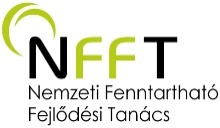 NFFT
Nemzeti Fenntartható
Fejlődési Tanács